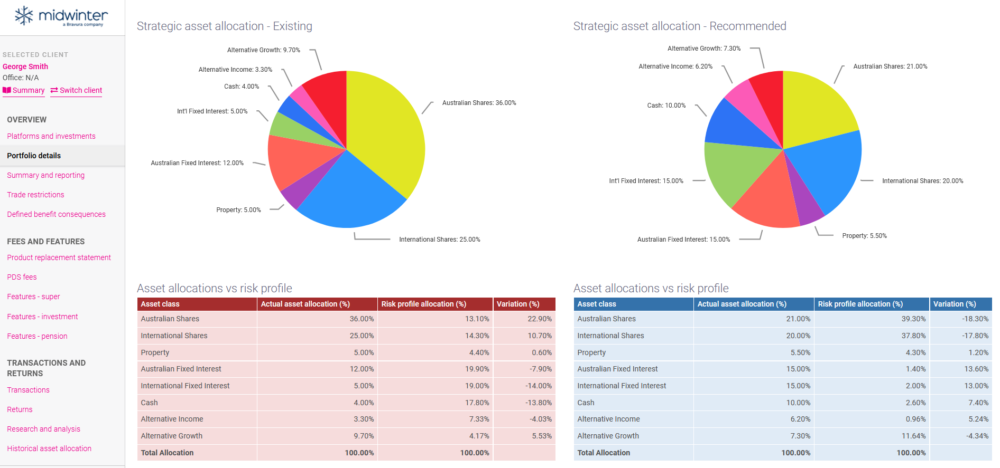 midwinter
a Bravura company
SELECTED CLIENT
George Smith
Office: N/A
Summary Switch client
OVERVIEW
Platforms and investments
Portfolio details
Summary and reporting
Trade restrictions
Defined benefit consequences
FEES AND FEATURES
Product replacement statement
PDS fees
Features - super
Features - investment
Features - pension
TRANSACTIONS AND
RETURNS
Transactions
Returns
Research and analysis
Historical asset allocation
Strategic asset allocation - Existing
Alternative Growth: 9.70%
Alternative Income: 3.30%
Cash: 4.00%
Int'l Fixed Interest: 5.00%
Australian Shares: 36.00%
Australian Fixed Interest: 12.00%
Property: 5.00%
International Shares: 25.00%
Strategic asset allocation - Recommended
Alternative Growth: 7.30%
Alternative Income: 6.20%
Australian Shares: 21.00%
Cash: 10.00%
Int'l Fixed Interest: 15.00%
International Shares: 20.00%
Property: 5.50%
Australian Fixed Interest: 15.00%
Asset allocations vs risk profile
Asset class Actual asset allocation (%) Risk profile allocation (%) Variation (%)
Australian Shares 36.00% 13.10% 22.90%
International Shares 25.00% 14.30% 10.70%
Property 5.00% 4.40% 0.60%
Australian Fixed Interest 12.00% 19.90% -7.90%
International Fixed Interest 5.00% 19.00% -14.00%
Cash 4.00% 17.80% -13.80%
Alternative Income 3.30% 7.33% -4.03%
Alternative Growth 9.70% 4.17% 5.53%
Total Allocation 100.00% 100.00%
Asset allocations vs risk profile
Asset class Actual asset allocation (%) Risk profile allocation (%) Variation (%)
Australian Shares 21.00% 39.30% -18.30%
International Shares 20.00% 37.80% -17.80%
Property 5.50% 4.30% 1.20%
Australian Fixed Interest 15.00% 1.40% 13.60%
International Fixed Interest 15.00% 2.00% 13.00%
Cash 10.00% 2.60% 7.40%
Alternative Income 6.20% 0.96% 5.24%
Alternative Growth 7.30% 11.64% -4.34%
Total Allocation 100.00% 100.00%